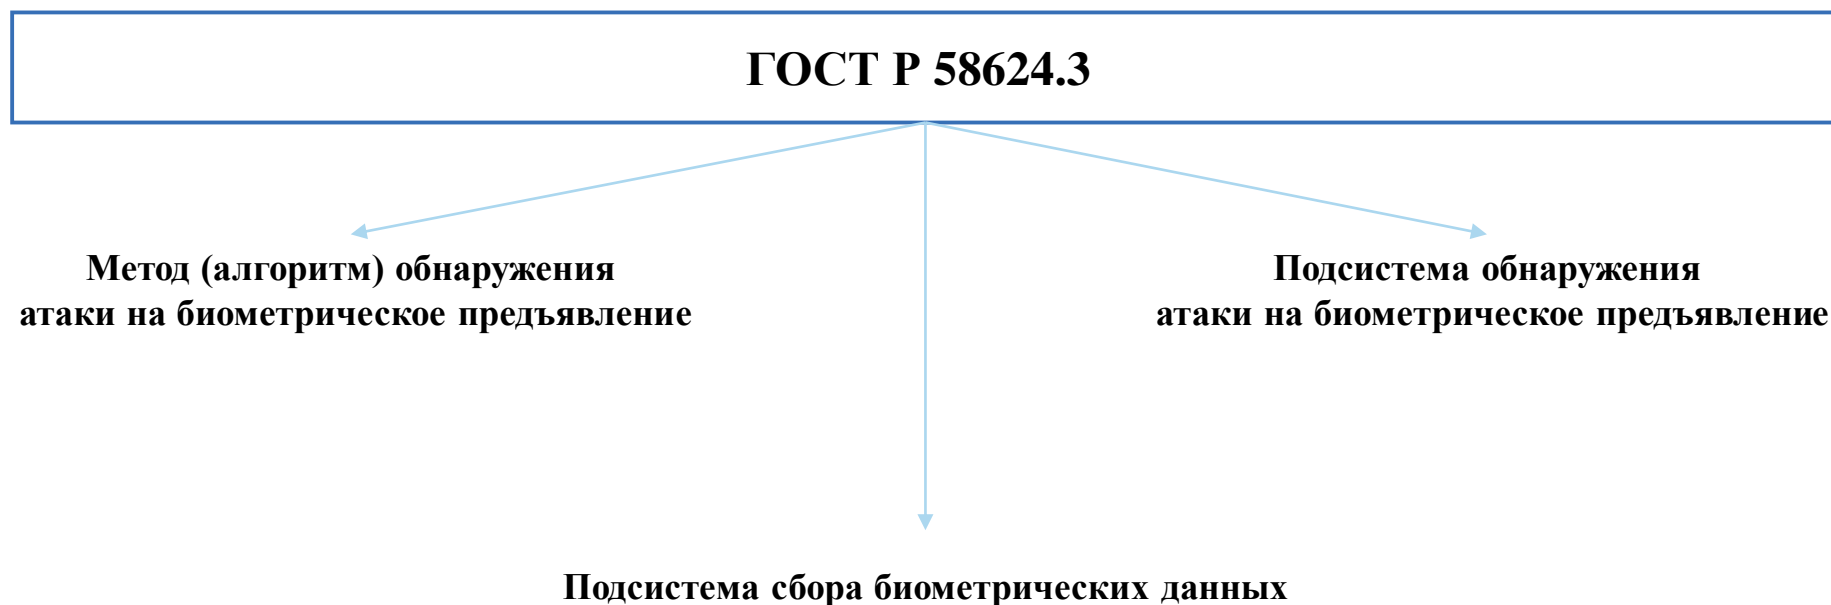 ГОСТ Р 58624.3
Метод (алгоритм) обнаружения
атаки на биометрическое предъявление
Подсистема обнаружения
атаки на биометрическое предъявление
Подсистема сбора биометрических данных